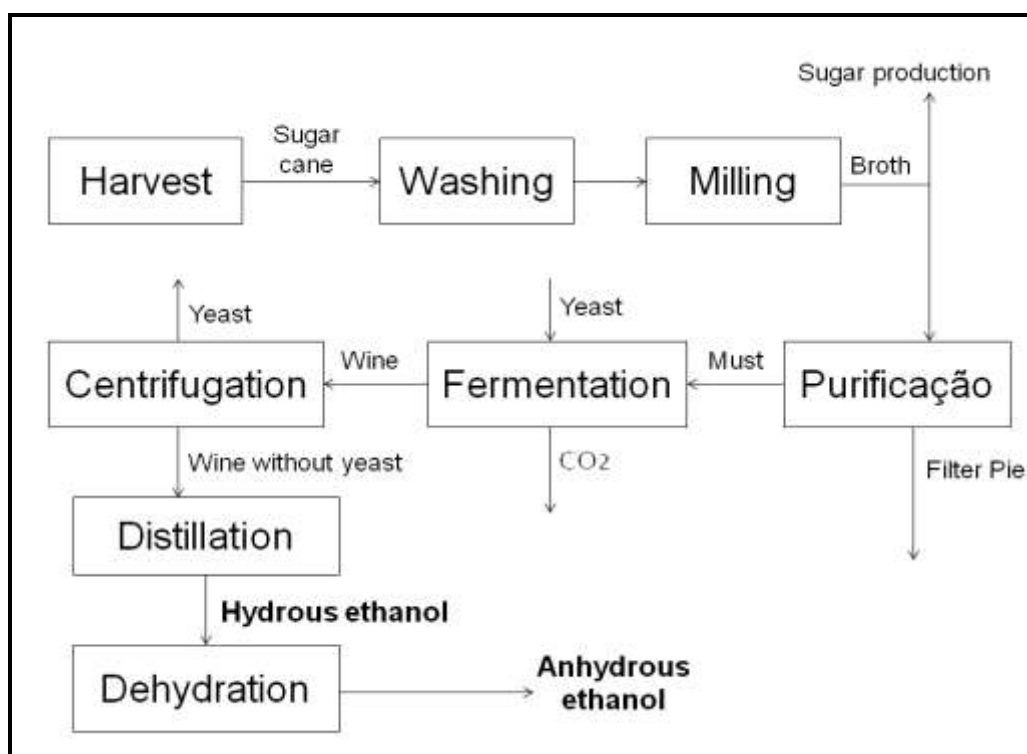 Sugar production
Sugar
cane
Harvest
Washing
Milling
Broth
Yeast
Yeast
Centrifugation
Wine
Fermentation
Must
Purificação
Wine without yeast
CO2
Filter Pie
Distillation
Hydrous ethanol
Dehydration
Anhydrous
ethanol